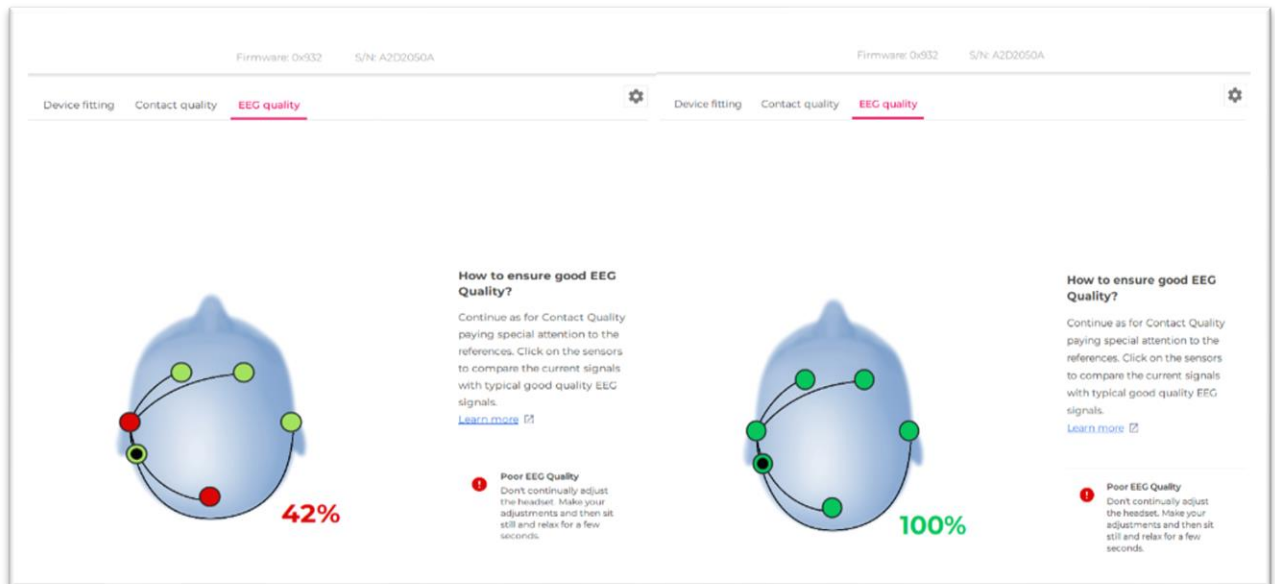 Firmware: 0x932 S/N: A2D2050A
Device fitting Contact quality EEG quality
How to ensure good EEG
Quality?
Continue as for Contact Quality
paying special attention to the
references. Click on the sensors
to compare the current signals
with typical good quality EEG
signals.
Learn more
42%
Poor EEG Quality
Don't continually adjust
the headset. Make your
adjustments and then sit
still and relax for a few
seconds.
Firmware: 0x932 S/N: A2D2050A
Device fitting Contact quality EEG quality
How to ensure good EEG
Quality?
Continue as for Contact Quality
paying special attention to the
references. Click on the sensors
to compare the current signals
with typical good quality EEG
signals.
Learn more
100%
Poor EEG Quality
Don't continually adjust
the headset. Make your
adjustments and then sit
still and relax for a few
seconds.